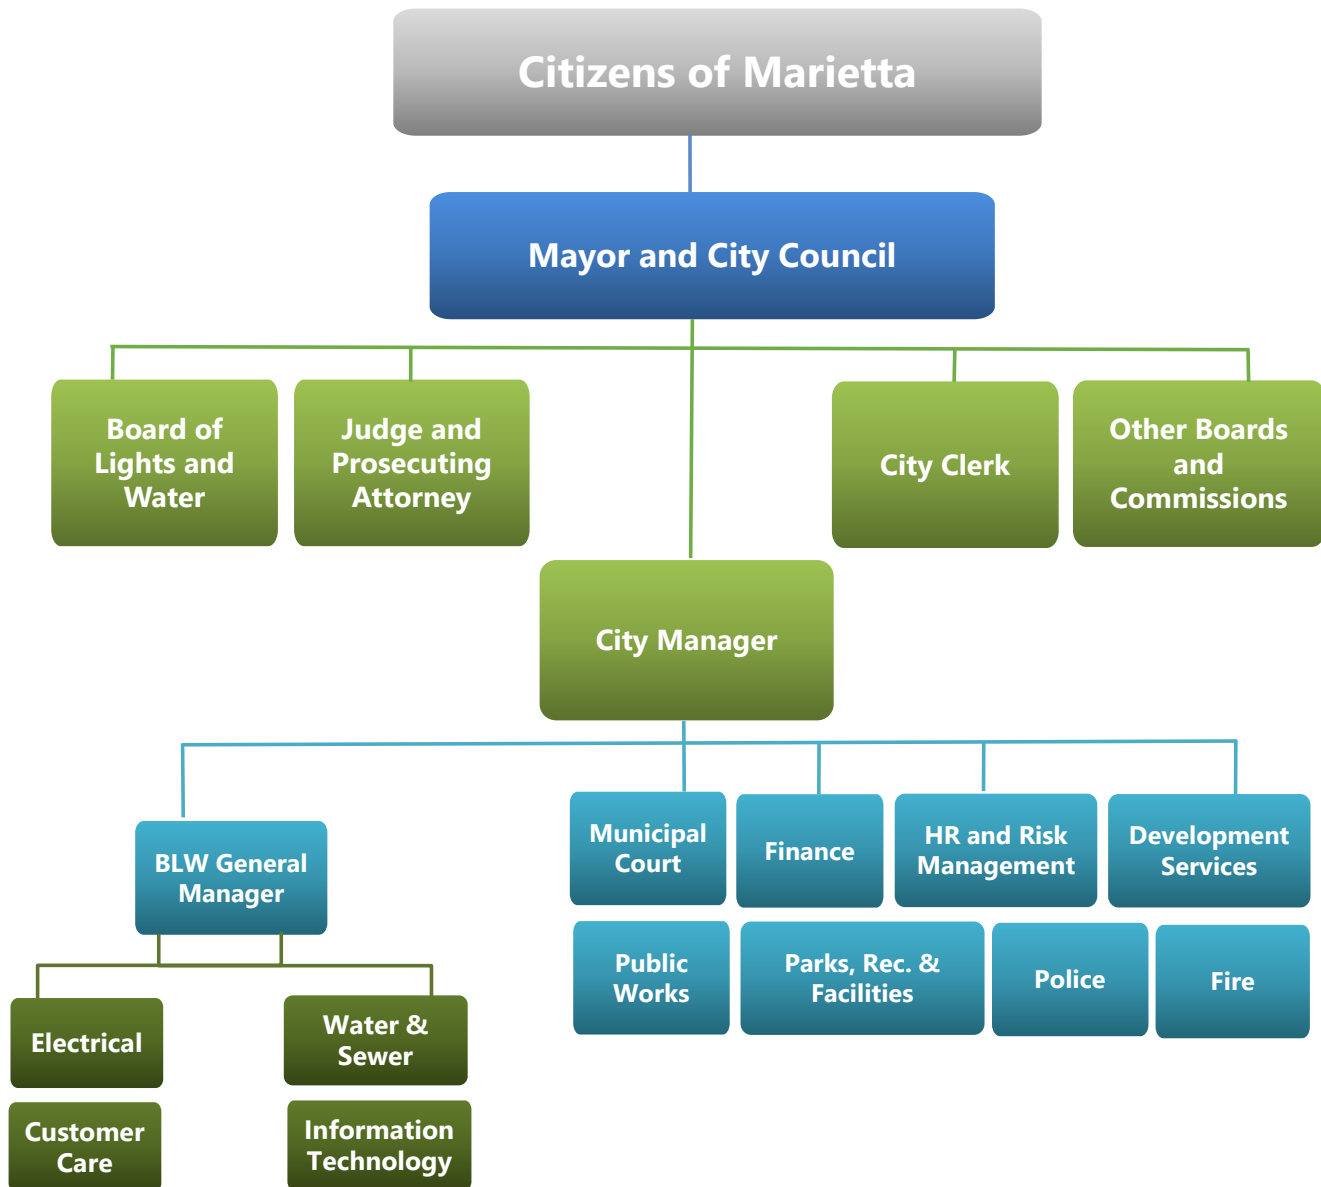 Citizens of Marietta
Mayor and City Council
Board of
Lights and
Water
Judge and
Prosecuting
Attorney
City Clerk
Other Boards
and
Commissions
City Manager
BLW General
Manager
Municipal
Court
Finance
HR and Risk
Management
Development
Services
Public
Works
Parks, Rec. &
Facilities
Police
Fire
Electrical
Water &
Sewer
Customer
Care
Information
Technology